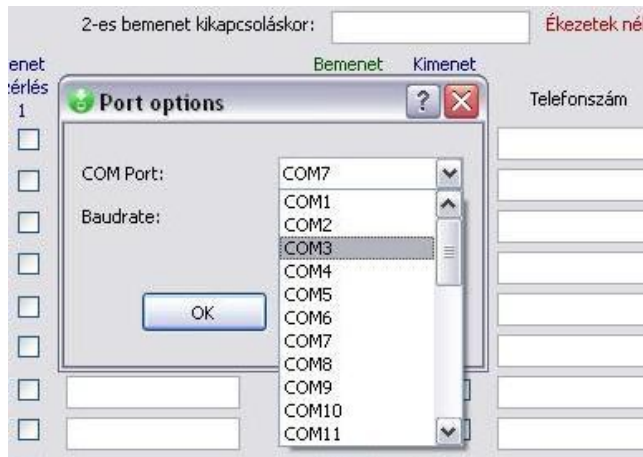 2-es bemenet kikapcsoláskor:
Ékezetek né
enet
zérlés
1
Bemenet
Kimenet
Telefonszám
Port options
COM Port:
COM7
Baudrate:
COM1
COM2
COM3
COM4
COM5
COM6
COM7
COM8
COM9
COM10
COM11
OK